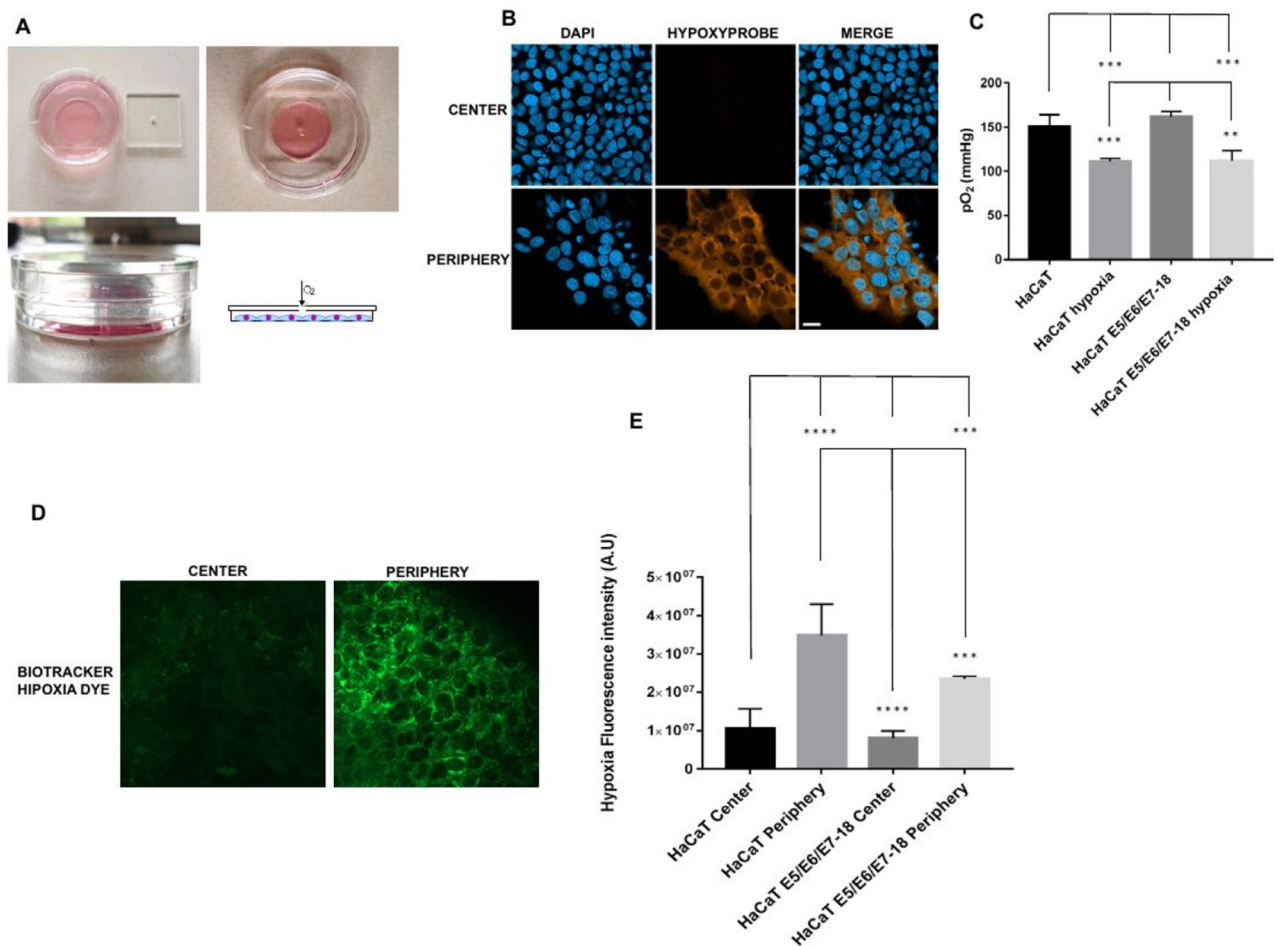 A
O2
B
DAPI HYPOXYPROBE MERGE
CENTER
PERIPHERY
C
***
***
***
**
pO2 (mmHg)
200
150
100
50
0
HaCaT
HaCaT hypoxia
HaCaT E5/E6/E7-18
HaCaT E5/E6/E7-18 hypoxia
D
CENTER PERIPHERY
BIOTRACKER
HIPOXIA DYE
E
****
***
***
****
Hypoxia Fluorescence intensity (A.U)
5× 10^07
4× 10^07
3× 10^07
2× 10^07
1× 10^07
0
HaCaT Center
HaCaT Periphery
HaCaT E5/E6/E7-18 Center
HaCaT E5/E6/E7-18 Periphery